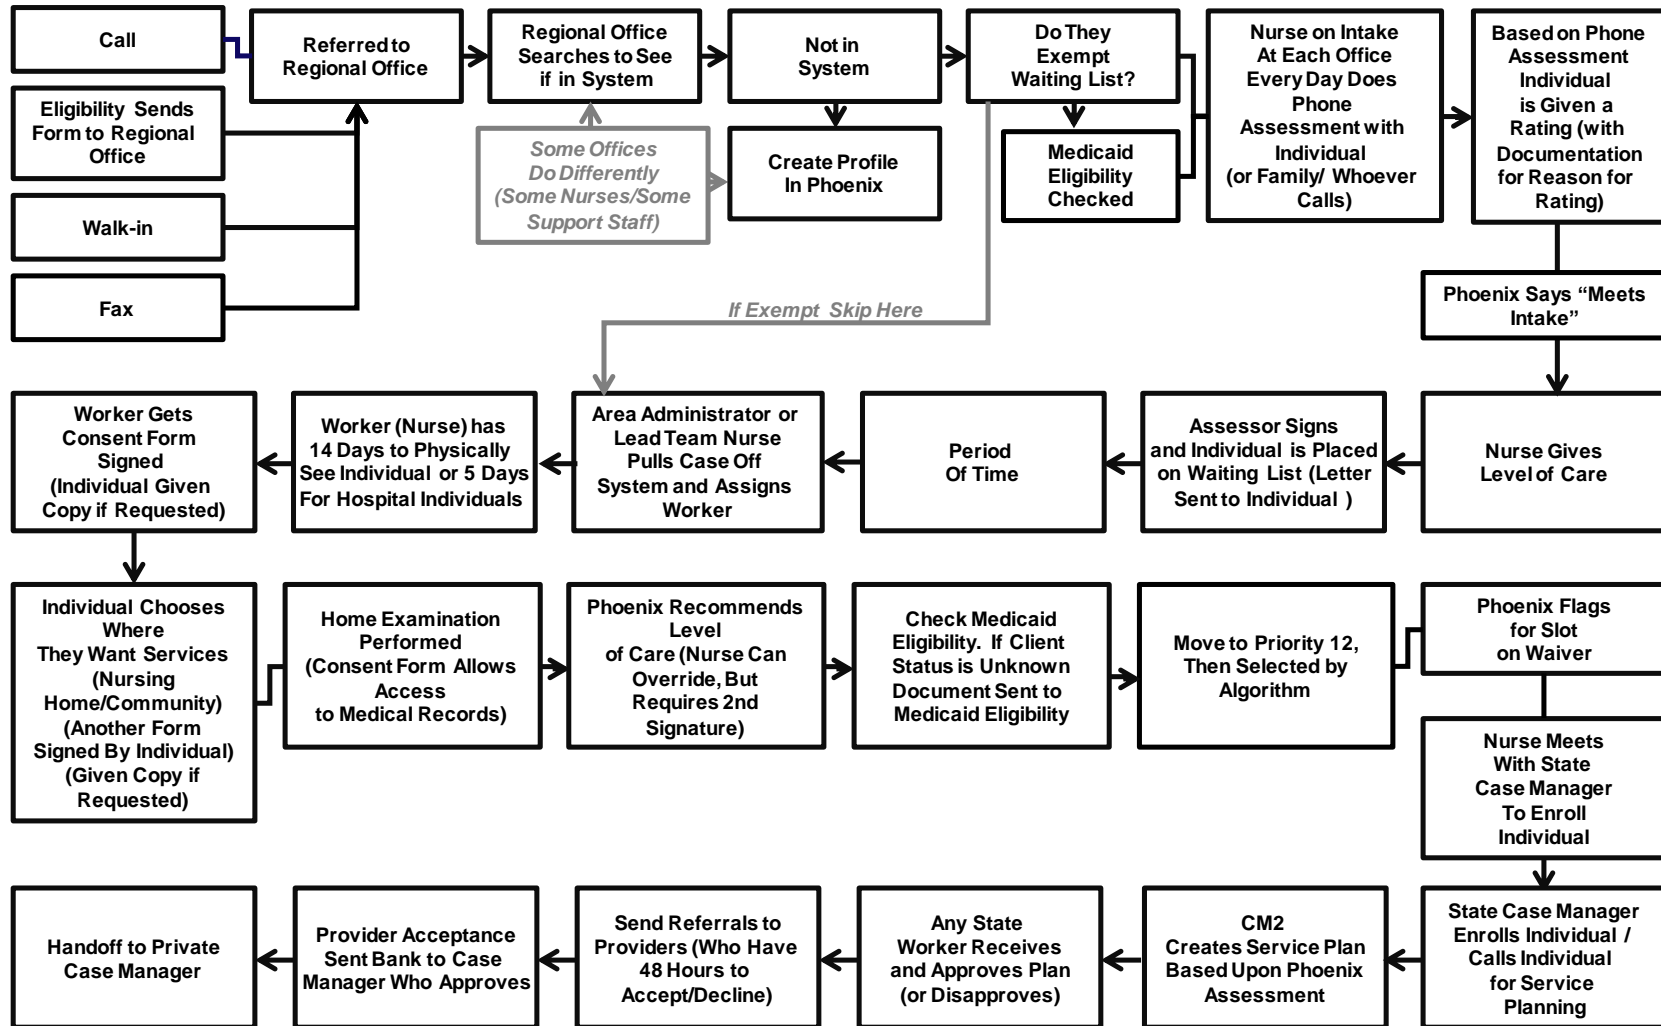 Call
Eligibility Sends
Form to Regional
Office
Walk-in
Fax
Referred to
Regional Office
Regional Office
Searches to See
if in System
Some Offices
Do Differently
(Some Nurses/Some
Support Staff)
Not in
System
Create Profile
In Phoenix
Do They
Exempt
Waiting List?
Medicaid
Eligibility
Checked
Nurse on Intake
At Each Office
Every Day Does
Phone
Assessment with
Individual
(or Family/ Whoever
Calls)
Based on Phone
Assessment
Individual
is Given a
Rating (with
Documentation
for Reason for
Rating)
If Exempt Skip Here
Phoenix Says “Meets
Intake”
Nurse Gives
Level of Care
Assessor Signs
and Individual is Placed
on Waiting List (Letter
Sent to Individual )
Period
Of Time
Area Administrator or
Lead Team Nurse
Pulls Case Off
System and Assigns
Worker
Worker (Nurse) has
14 Days to Physically
See Individual or 5 Days
For Hospital Individuals
Worker Gets
Consent Form
Signed
(Individual Given
Copy if Requested)
Individual Chooses
Where
They Want Services
(Nursing
Home/Community)
(Another Form
Signed By Individual)
(Given Copy if
Requested)
Home Examination
Performed
(Consent Form Allows
Access
to Medical Records)
Phoenix Recommends
Level
of Care (Nurse Can
Override, But
Requires 2nd
Signature)
Check Medicaid
Eligibility. If Client
Status is Unknown
Document Sent to
Medicaid Eligibility
Move to Priority 12,
Then Selected by
Algorithm
Phoenix Flags
for Slot
on Waiver
Nurse Meets
With State
Case Manager
To Enroll
Individual
State Case Manager
Enrolls Individual /
Calls Individual
for Service
Planning
CM2
Creates Service Plan
Based Upon Phoenix
Assessment
Any State
Worker Receives
and Approves Plan
(or Disapproves)
Send Referrals to
Providers (Who Have
48 Hours to
Accept/Decline)
Provider Acceptance
Sent Bank to Case
Manager Who Approves
Handoff to Private
Case Manager